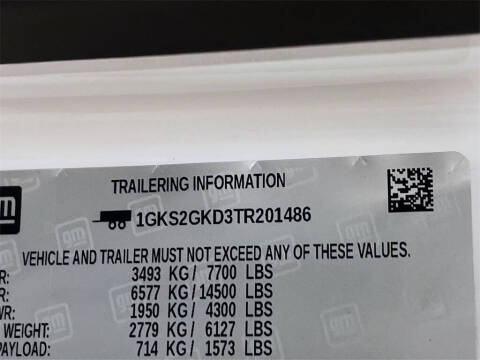 TRAILERING INFORMATION
1GKS2GKD3TR201486
VEHICLE AND TRAILER MUST NOT EXCEED ANY OF THESE VALUES.
R: 3493 KG / 7700 LBS
R: 6577 KG / 14500 LBS
WR: 1950 KG / 4300 LBS
WEIGHT: 2779 KG / 6127 LBS
PAYLOAD: 714 KG / 1573 LBS
gm